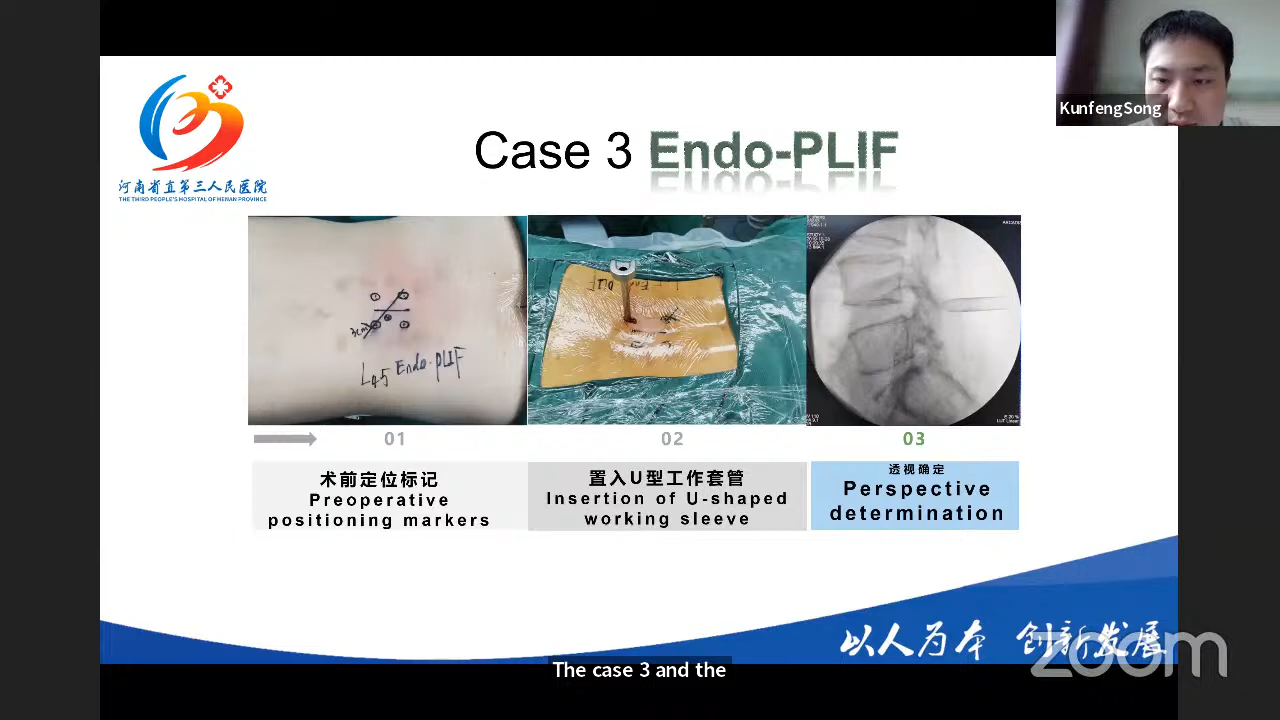 KunfengSong
河南省直第三人民医院
THE THIRD PEOPLE'S HOSPITAL OF HENAN PROVINCE
Case 3 Endo-PLIF
3cm
L45 Endo-PLIF
01
02
03
术前定位标记
Preoperative
positioning markers
置入U型工作套管
Insertion of U-shaped
working sleeve
透视确定
Perspective
determination
以人为本 创新发展
zoom
The case 3 and the